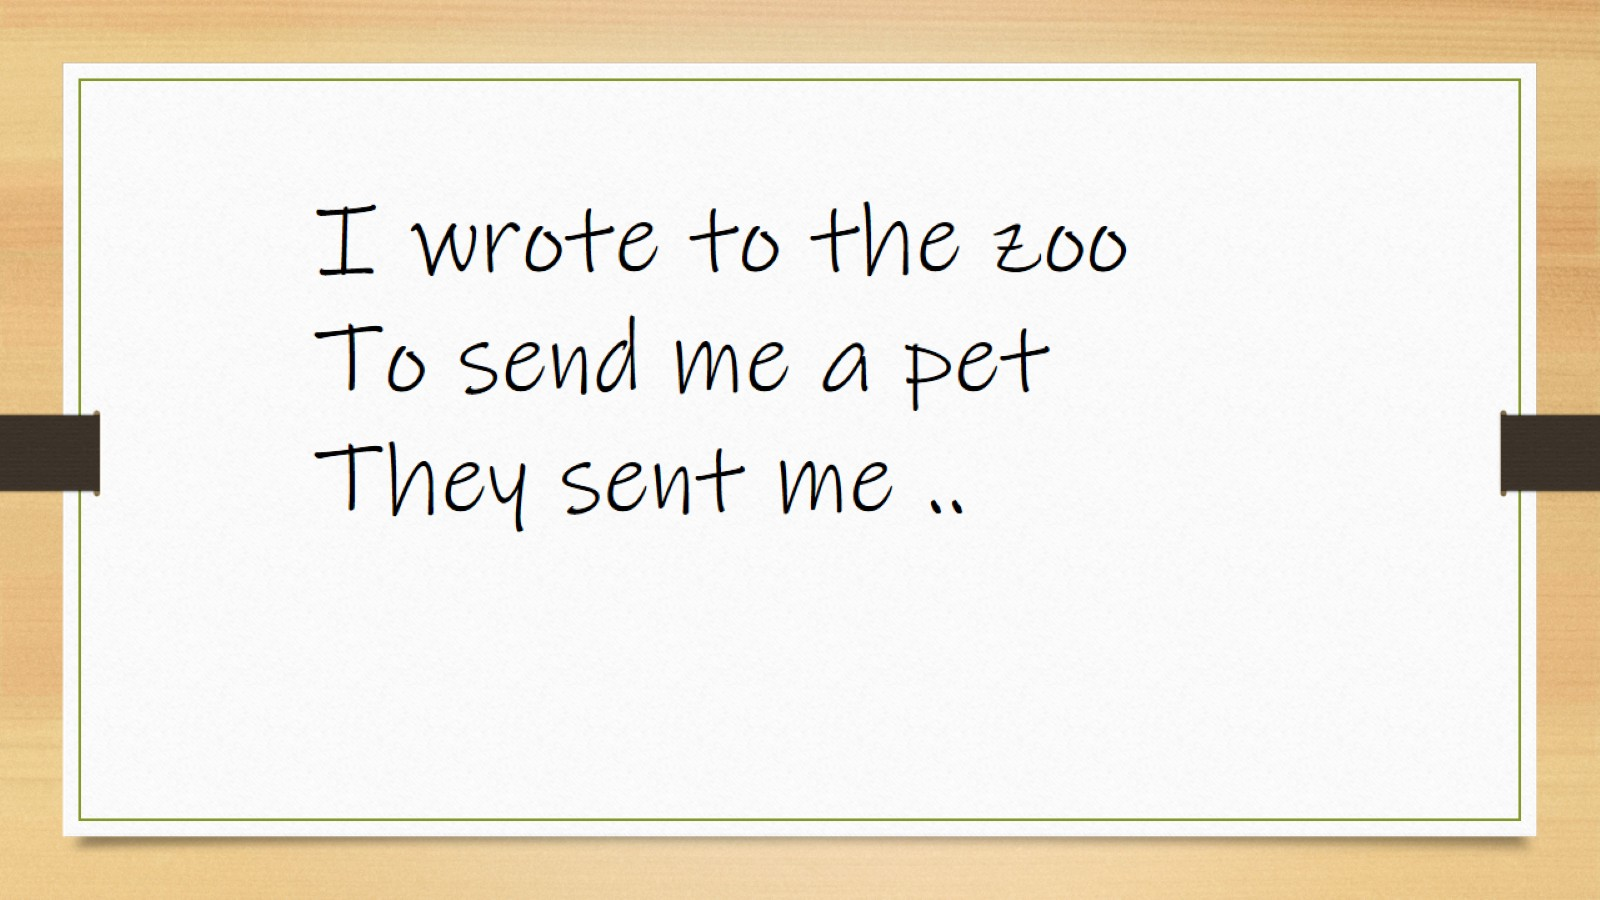 I wrote to the zoo
To send me a pet
They sent me ..